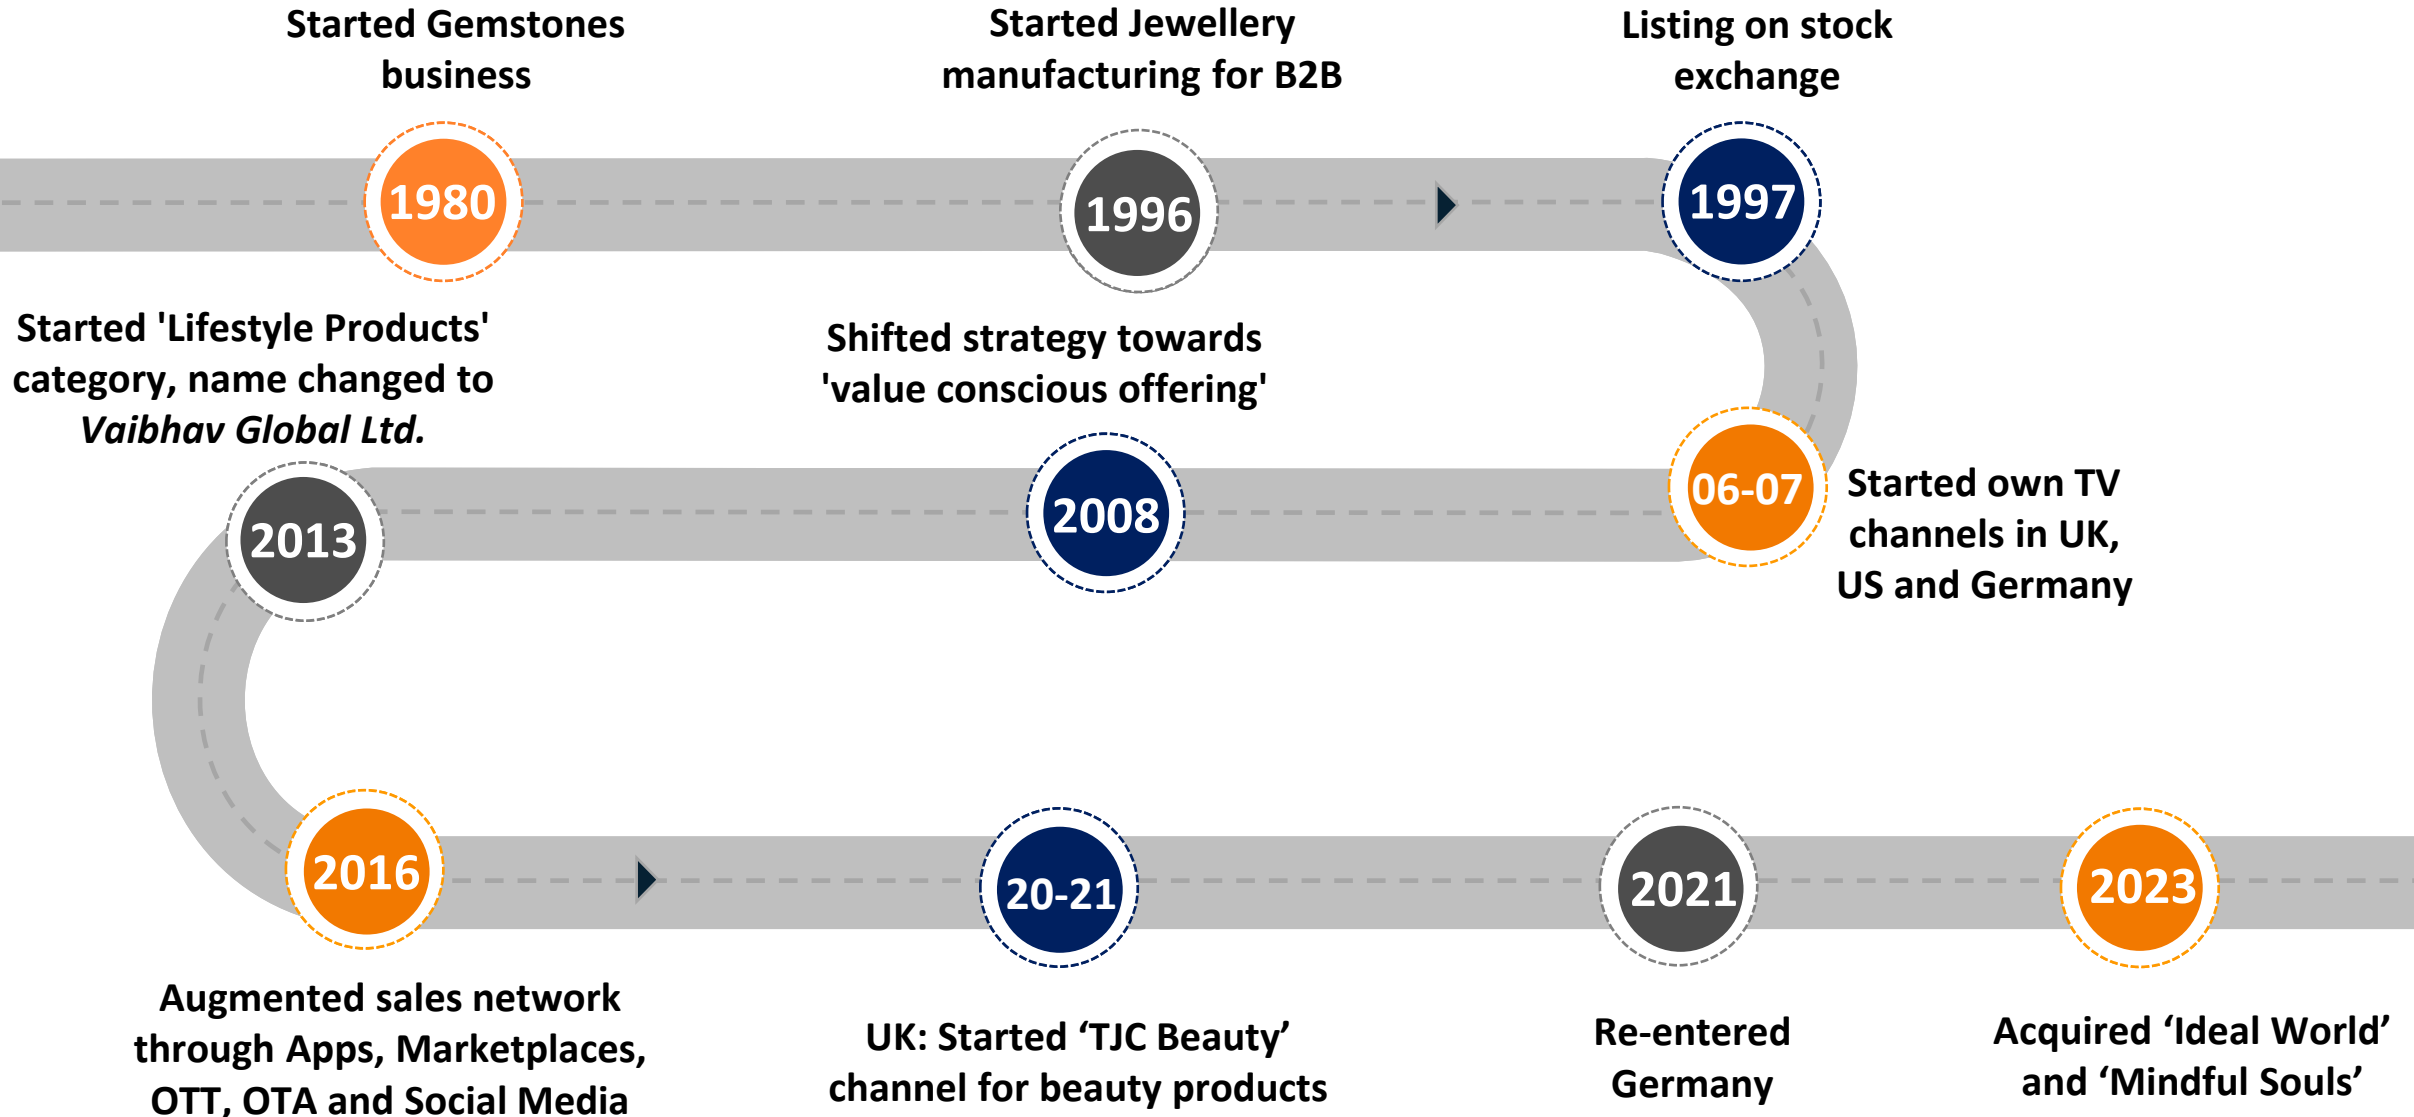 Started Gemstones
business
1980
Started Jewellery
manufacturing for B2B
1996
Listing on stock
exchange
1997
Started own TV
channels in UK,
US and Germany
06-07
Shifted strategy towards
'value conscious offering'
2008
Started 'Lifestyle Products'
category, name changed to
Vaibhav Global Ltd.
2013
2016
Augmented sales network
through Apps, Marketplaces,
OTT, OTA and Social Media
20-21
UK: Started ‘TJC Beauty’
channel for beauty products
2021
Re-entered
Germany
2023
Acquired ‘Ideal World’
and ‘Mindful Souls’